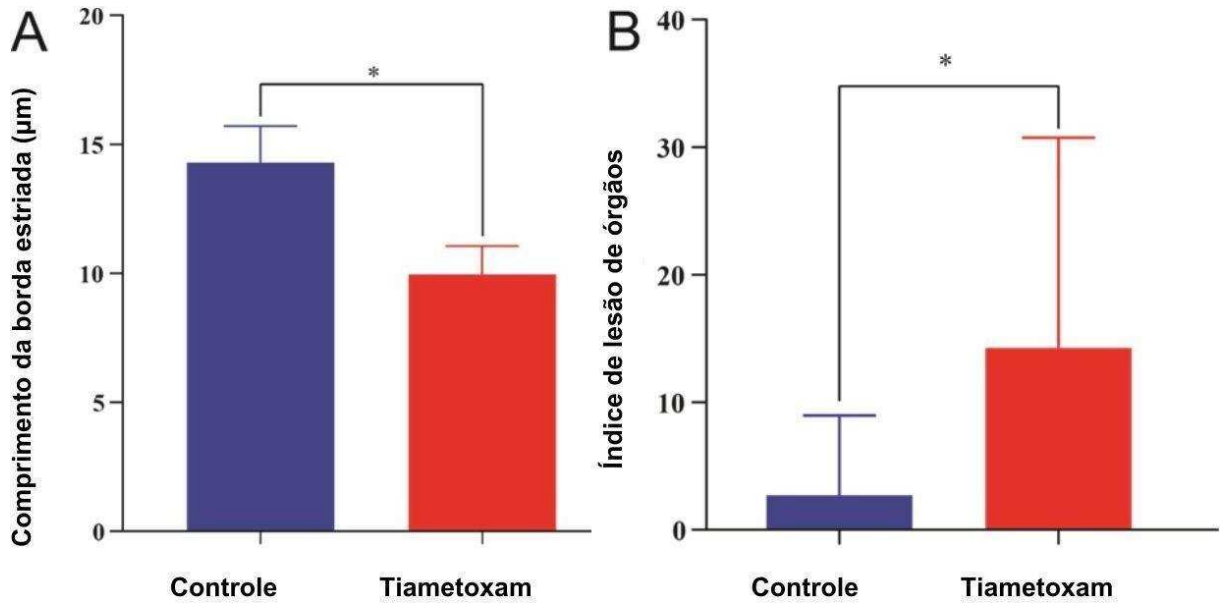 A
Comprimento da borda estriada (µm)
20
15
10
5
0
*
Controle
Tiametoxam
B
Índice de lesão de órgãos
40
30
20
10
0
*
Controle
Tiametoxam